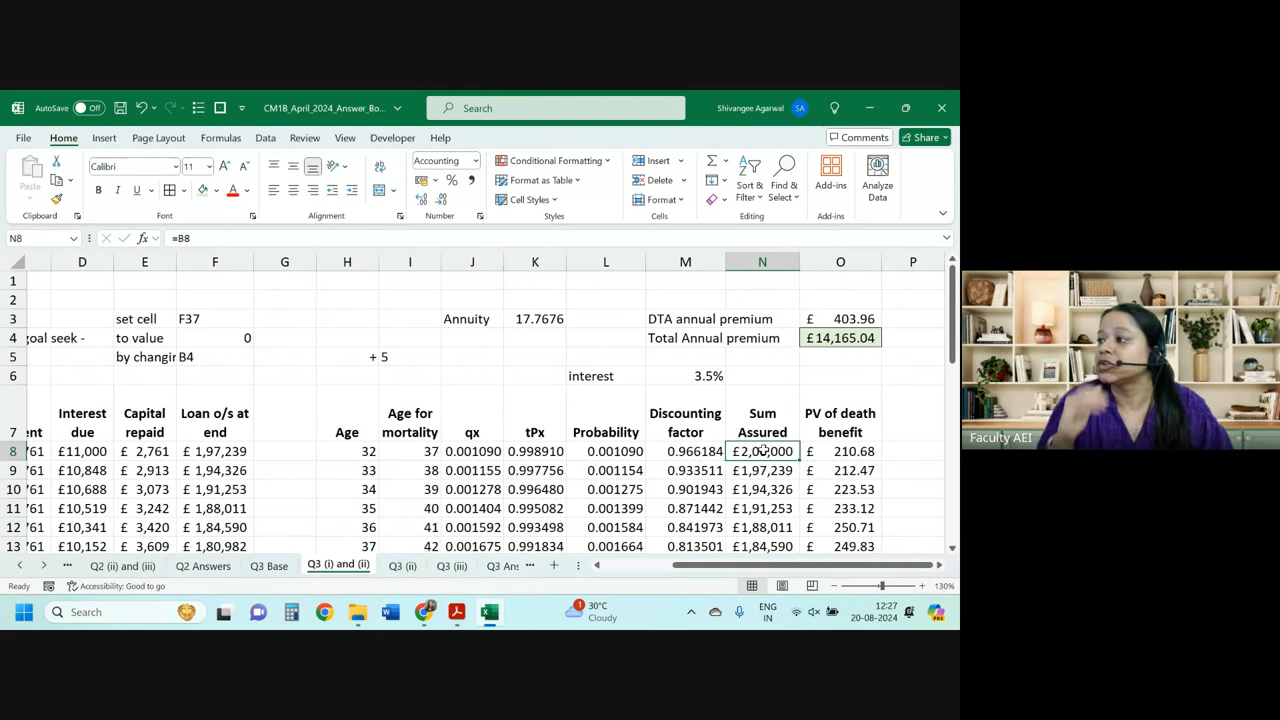 AutoSave Off CM1B_April_2024_Answer_Bo... Search Shivangee Agarwal SA
File Home Insert Page Layout Formulas Data Review View Developer Help Comments Share
Paste Calibri 11 Accounting Conditional Formatting Insert
B I U Format as Table Delete Sort & Filter Find & Select Add-ins Analyze Data
Cell Styles Format
Clipboard Font Alignment Number Styles Cells Editing Add-ins
N8 fx =B8
D E F G H I J K L M N O P
1
2
3 set cell F37 Annuity 17.7676 DTA annual premium £ 403.96
4 oal seek - to value 0 Total Annual premium £14,165.04
5 by changin B4 + 5
6 interest 3.5%
7 ent Interest due Capital repaid Loan o/s at end Age Age for mortality qx tPx Probability Discounting factor Sum Assured PV of death benefit
8 761 £11,000 £ 2,761 £ 1,97,239 32 37 0.001090 0.998910 0.001090 0.966184 £ 210.68
9 761 £10,848 £ 2,913 £ 1,94,326 33 38 0.001155 0.997756 0.001154 0.933511 £1,97,239 £ 212.47
10 761 £10,688 £ 3,073 £ 1,91,253 34 39 0.001278 0.996480 0.001275 0.901943 £1,94,326 £ 223.53
11 761 £10,519 £ 3,242 £ 1,88,011 35 40 0.001404 0.995082 0.001399 0.871442 £1,91,253 £ 233.12
12 761 £10,341 £ 3,420 £ 1,84,590 36 41 0.001592 0.993498 0.001584 0.841973 £1,88,011 £ 250.71
13 761 £10,152 £ 3,609 £ 1,80,982 37 42 0.001675 0.991834 0.001664 0.813501 £1,84,590 £ 249.83
Faculty AEI
Q2 (ii) and (iii) Q2 Answers Q3 Base Q3 (i) and (ii) Q3 (ii) Q3 (iii) Q3 Ans
Ready Accessibility: Good to go 130%
Search 1 30°C Cloudy ENG IN 12:27 20-08-2024